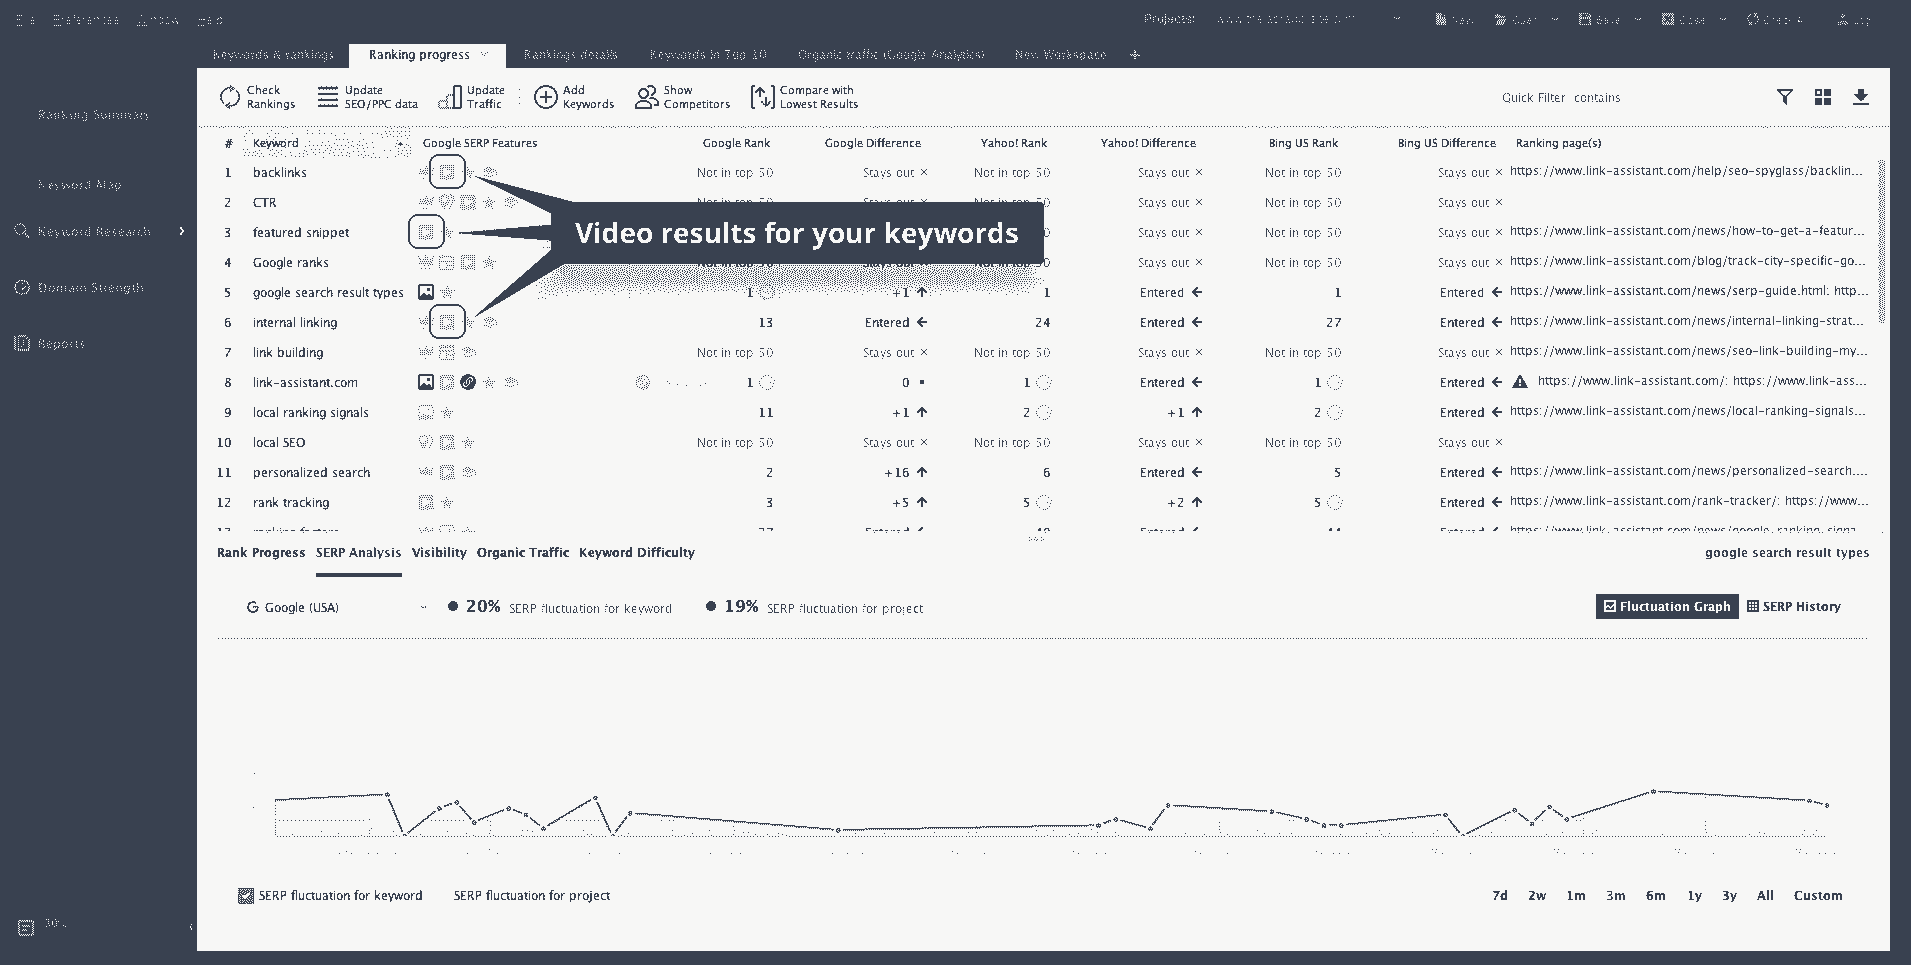 Preferences Help Projects:
Keywords & rankings Ranking progress Rankings details Keywords in Top 10 Organic traffic (Google Analytics) New Workspace +
Check Rankings Update SEO/PPC data Update Traffic Add Keywords Show Competitors Compare with Lowest Results Quick Filter contains
Ranking Summary
Keyword Map
Keyword Research
Domain Strength
Reports
# Keyword Google SERP Features Google Rank Google Difference Yahoo! Rank Yahoo! Difference Bing US Rank Bing US Difference Ranking page(s)
1 backlinks Not in top 50 Stays out Not in top 50 Stays out Not in top 50 Stays out https://www.link-assistant.com/help/seo-spyglass/backlin...
2 CTR Stays out Not in top 50 Stays out
Video results for your keywords
3 featured snippet Stays out Not in top 50 Stays out https://www.link-assistant.com/news/how-to-get-a-featur...
4 Google ranks Stays out Not in top 50 Stays out https://www.link-assistant.com/blog/track-city-specific-go...
5 google search result types 1 +1 1 Entered 1 Entered https://www.link-assistant.com/news/serp-guide.html: http...
6 internal linking 13 Entered 24 Entered 27 Entered https://www.link-assistant.com/news/internal-linking-strat...
7 link building Not in top 50 Stays out Not in top 50 Stays out Not in top 50 Stays out https://www.link-assistant.com/news/seo-link-building-my...
8 link-assistant.com 1 0 1 Entered 1 Entered https://www.link-assistant.com/: https://www.link-ass...
9 local ranking signals 11 +1 2 +1 2 Entered https://www.link-assistant.com/news/local-ranking-signals...
10 local SEO Not in top 50 Stays out Not in top 50 Stays out Not in top 50 Stays out
11 personalized search 2 +16 6 Entered 5 Entered https://www.link-assistant.com/news/personalized-search....
12 rank tracking 3 +5 5 +2 5 Entered https://www.link-assistant.com/rank-tracker/: https://www...
Rank Progress SERP Analysis Visibility Organic Traffic Keyword Difficulty google search result types
Google (USA) 20% SERP fluctuation for keyword 19% SERP fluctuation for project Fluctuation Graph SERP History
SERP fluctuation for keyword SERP fluctuation for project 7d 2w 1m 3m 6m 1y 3y All Custom